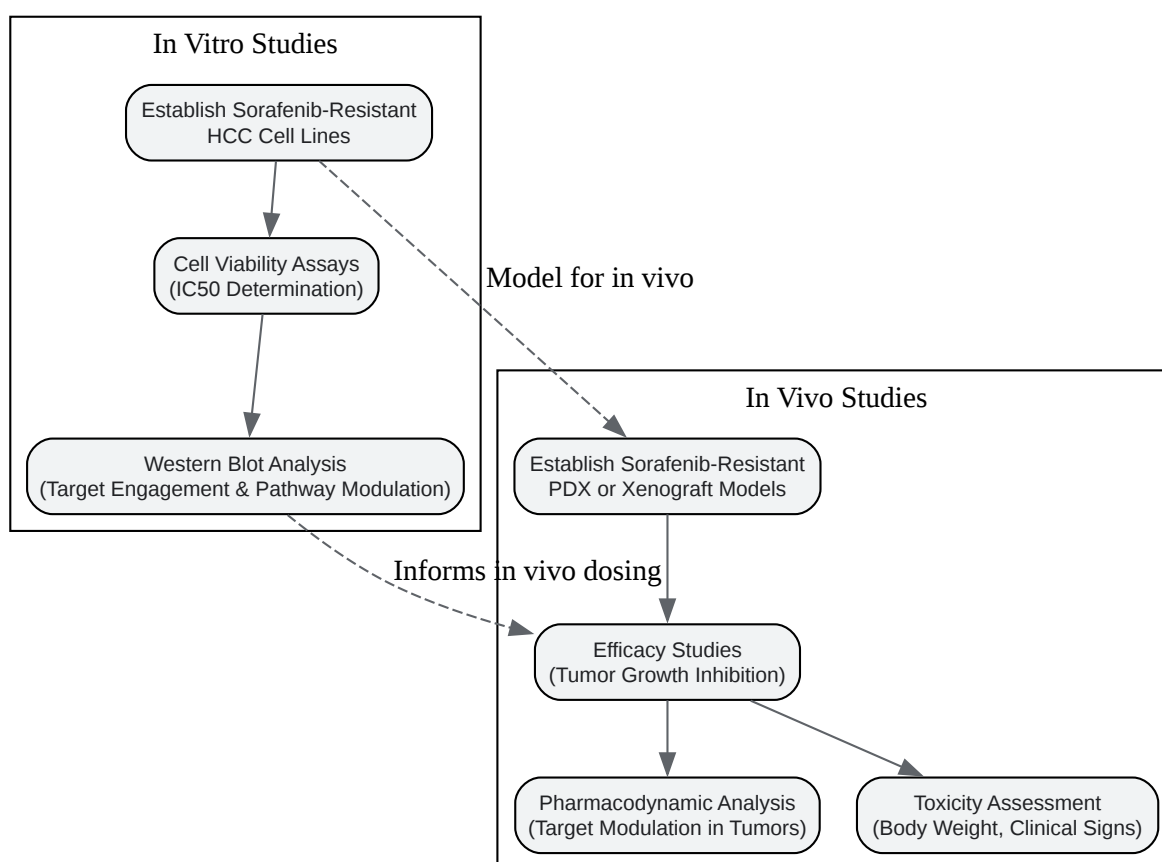 In Vitro Studies
Establish Sorafenib-Resistant
HCC Cell Lines
Cell Viability Assays
(IC50 Determination)
Model for in vivo
In Vivo Studies
Western Blot Analysis
(Target Engagement & Pathway Modulation)
Establish Sorafenib-Resistant
PDX or Xenograft Models
Informs in vivo dosing
Efficacy Studies
(Tumor Growth Inhibition)
Pharmacodynamic Analysis
(Target Modulation in Tumors)
Toxicity Assessment
(Body Weight, Clinical Signs)